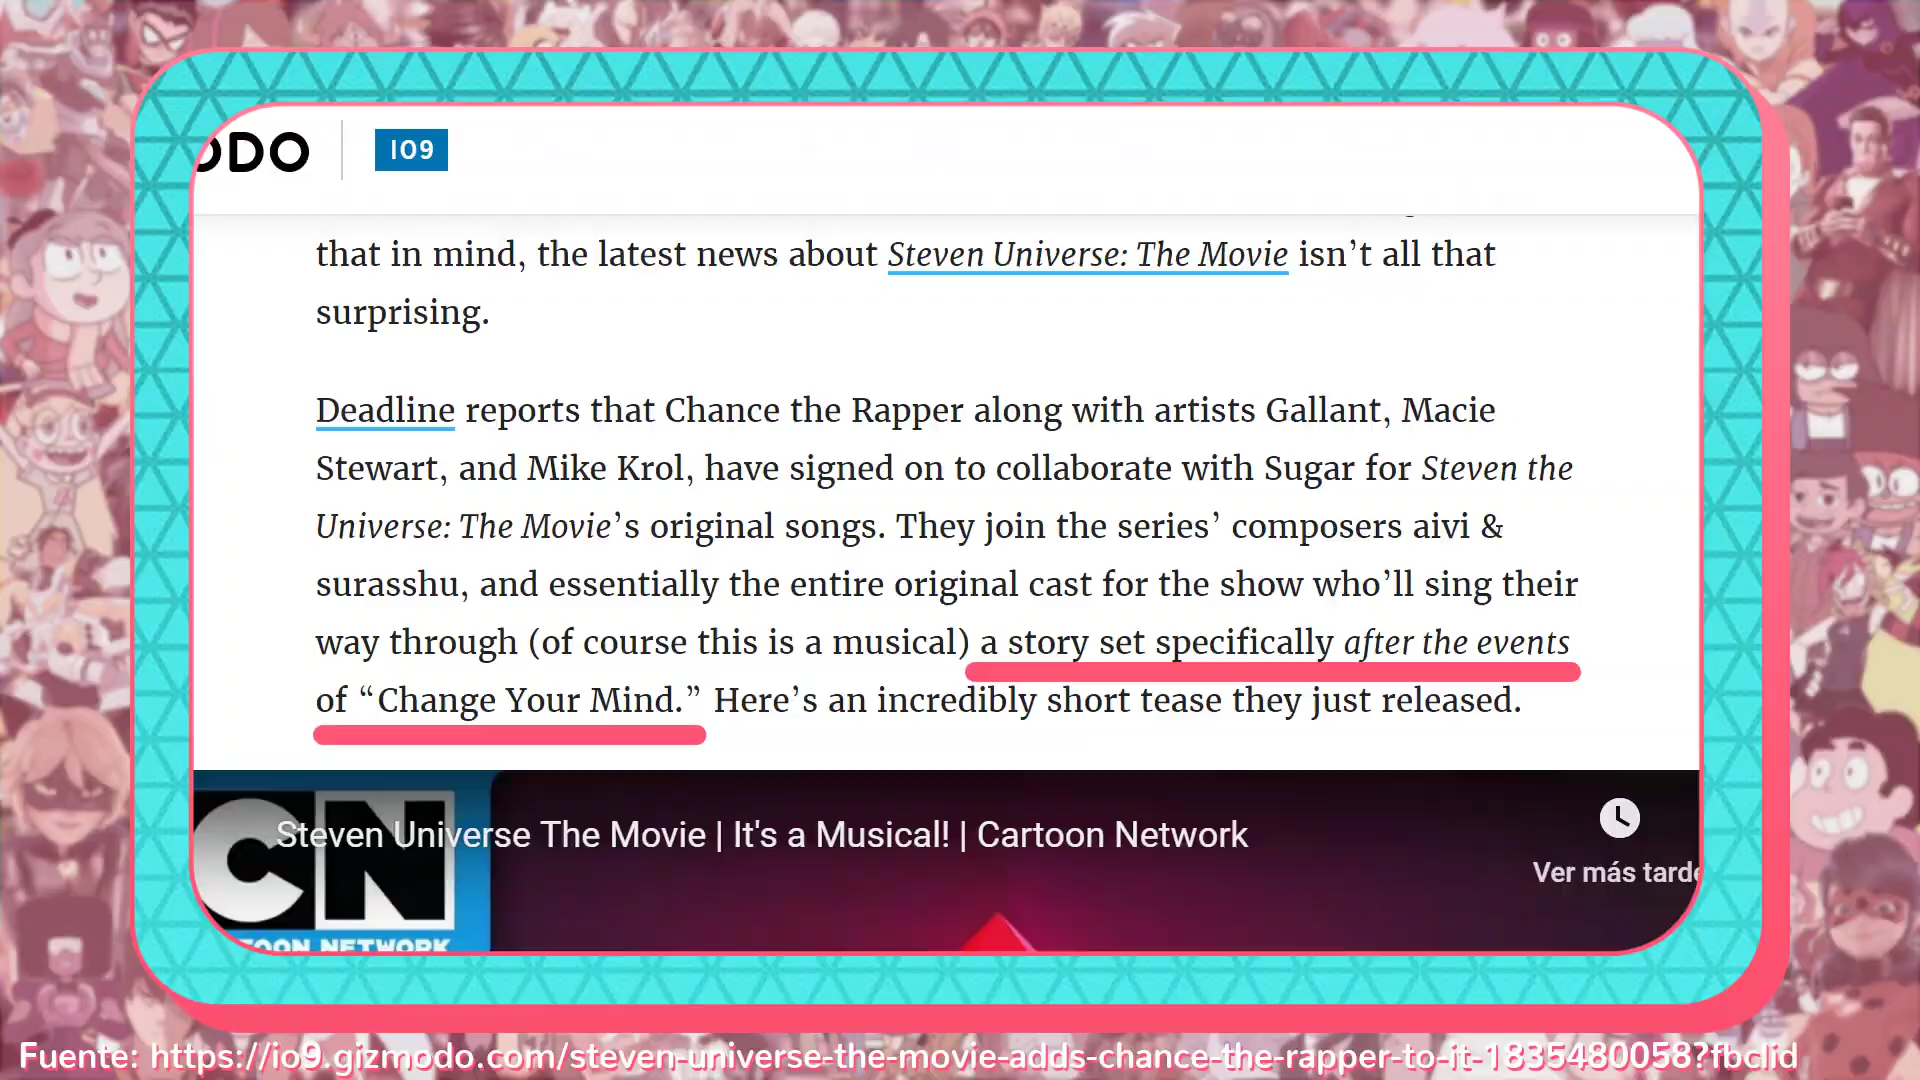 ODO
IO9
that in mind, the latest news about Steven Universe: The Movie isn’t all that
surprising.
Deadline reports that Chance the Rapper along with artists Gallant, Macie
Stewart, and Mike Krol, have signed on to collaborate with Sugar for Steven the
Universe: The Movie’s original songs. They join the series’ composers aivi &
surasshu, and essentially the entire original cast for the show who’ll sing their
way through (of course this is a musical) a story set specifically after the events
of “Change Your Mind.” Here’s an incredibly short tease they just released.
CN
TOON NETWORK
Steven Universe The Movie | It's a Musical! | Cartoon Network
Ver más tarde
Fuente: https://io9.gizmodo.com/steven-universe-the-movie-adds-chance-the-rapper-to-it-1835480058?fbclid